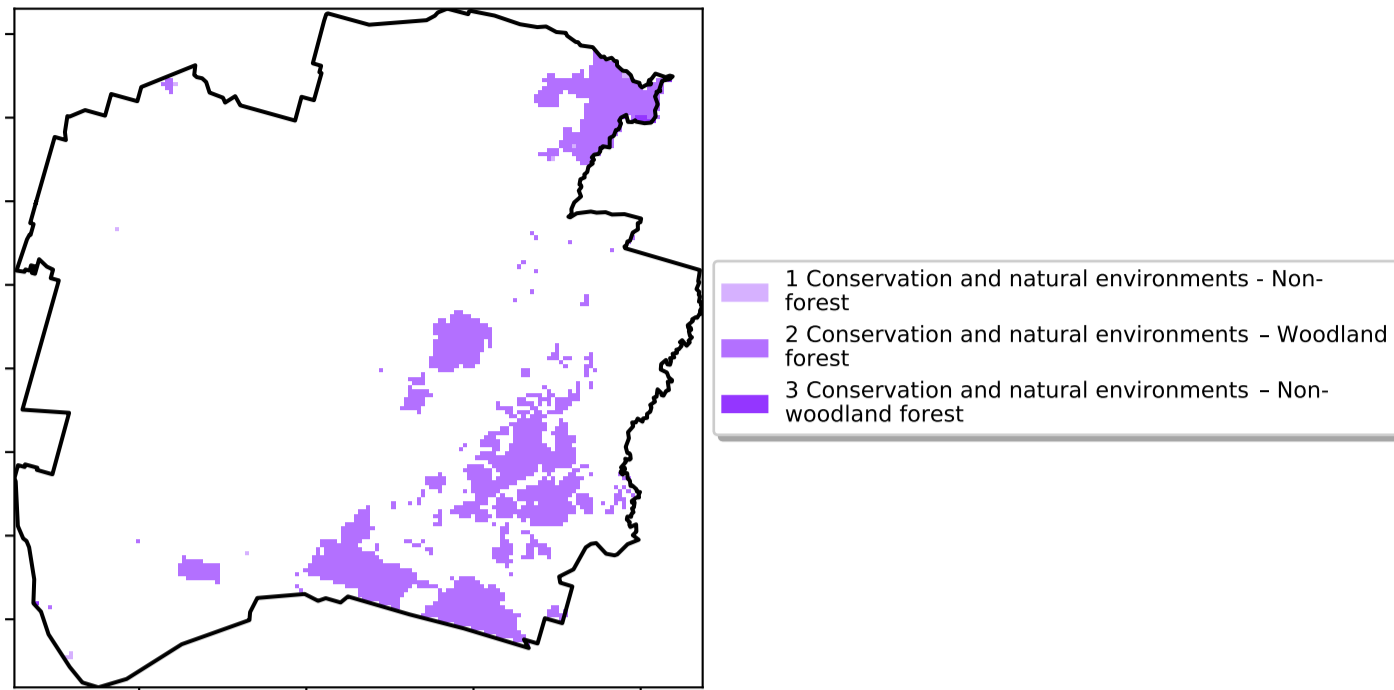 1 Conservation and natural environments - Non-
forest
2 Conservation and natural environments – Woodland
forest
3 Conservation and natural environments – Non-
woodland forest